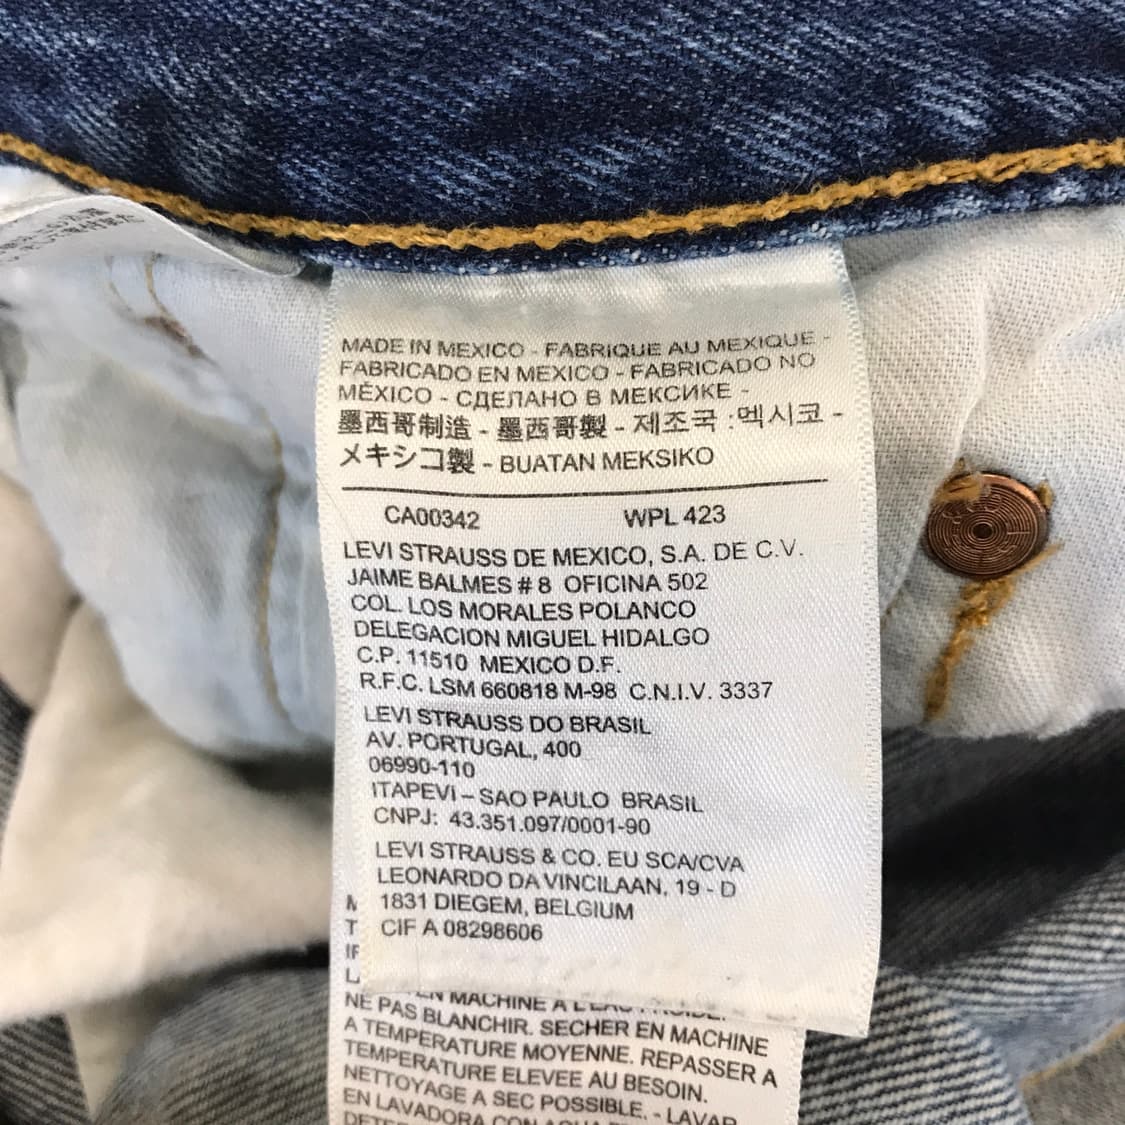 MADE IN MEXICO - FABRIQUE AU MEXIQUE -
FABRICADO EN MEXICO - FABRICADO NO
MÉXICO - СДЕЛАНО В МЕКСИКЕ -
墨西哥制造 - 墨西哥製 - 제조국 :멕시코 -
メキシコ製 - BUATAN MEKSIKO
CA00342 WPL 423
LEVI STRAUSS DE MEXICO, S.A. DE C.V.
JAIME BALMES # 8 OFICINA 502
COL. LOS MORALES POLANCO
DELEGACION MIGUEL HIDALGO
C.P. 11510 MEXICO D.F.
R.F.C. LSM 660818 M-98 C.N.I.V. 3337
LEVI STRAUSS DO BRASIL
AV. PORTUGAL, 400
06990-110
ITAPEVI – SAO PAULO BRASIL
CNPJ: 43.351.097/0001-90
LEVI STRAUSS & CO. EU SCA/CVA
LEONARDO DA VINCILAAN, 19 - D
1831 DIEGEM, BELGIUM
CIF A 08298606
EN MACHINE A L'EAU FROIDE.
NE PAS BLANCHIR. SECHER EN MACHINE
A TEMPERATURE MOYENNE. REPASSER A
TEMPERATURE ELEVEE AU BESOIN.
NETTOYAGE A SEC POSSIBLE. - LAVAR
EN LAVADORA CON AGUA